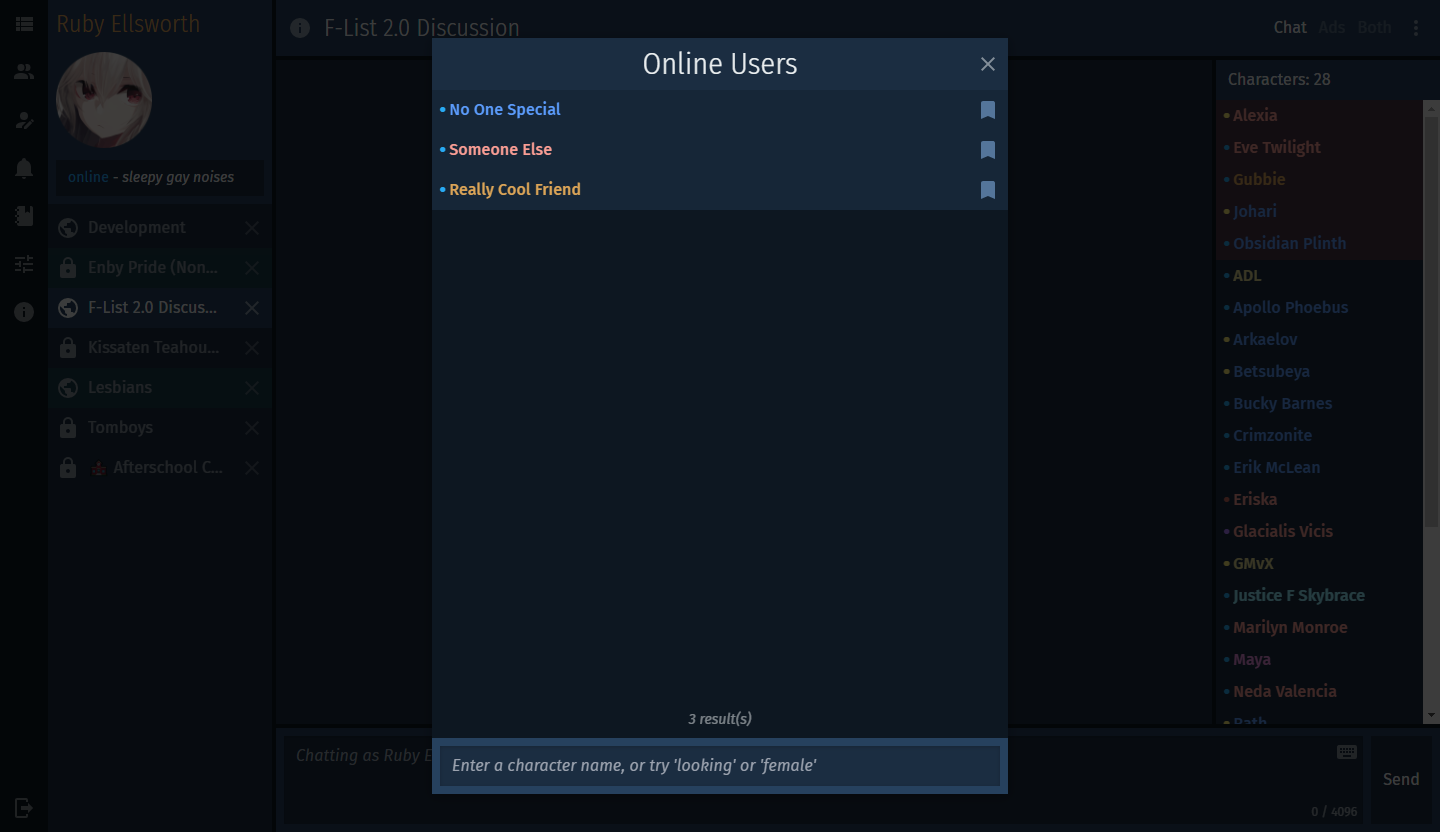 Ruby Ellsworth
online - sleepy gay noises
Development
Enby Pride (Non...
F-List 2.0 Discus...
Kissaten Teahou...
Lesbians
Tomboys
Afterschool C...
F-List 2.0 Discussion
Chat Ads Both
Online Users
No One Special
Someone Else
Really Cool Friend
3 result(s)
Enter a character name, or try 'looking' or 'female'
Characters: 28
Alexia
Eve Twilight
Gubbie
Johari
Obsidian Plinth
ADL
Apollo Phoebus
Arkaelov
Betsubeya
Bucky Barnes
Crimzonite
Erik McLean
Eriska
Glacialis Vicis
GMvX
Justice F Skybrace
Marilyn Monroe
Maya
Neda Valencia
Chatting as Ruby E
Send
0 / 4096